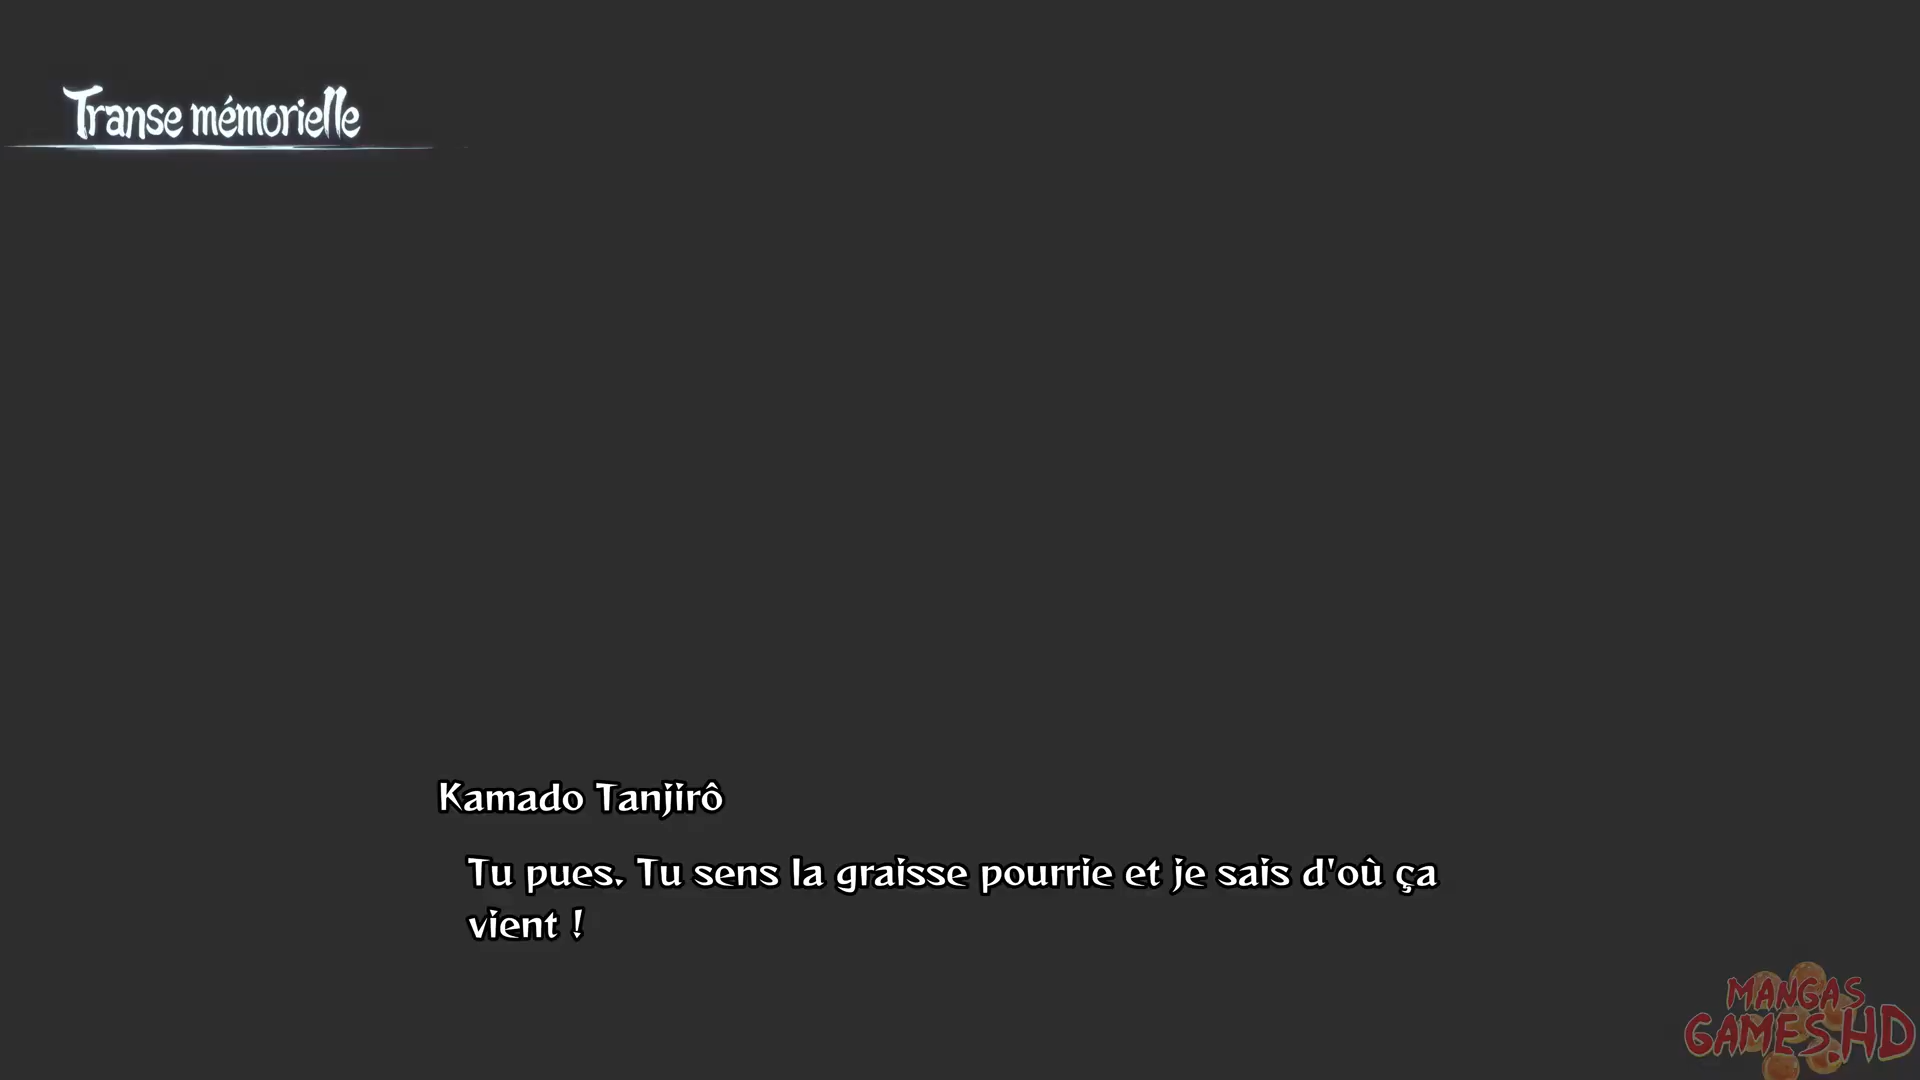 Transe mémorielle
Kamado Tanjirô
Tu pues. Tu sens la graisse pourrie et je sais d'où ça
vient !
MANGAS
GAMES.HD